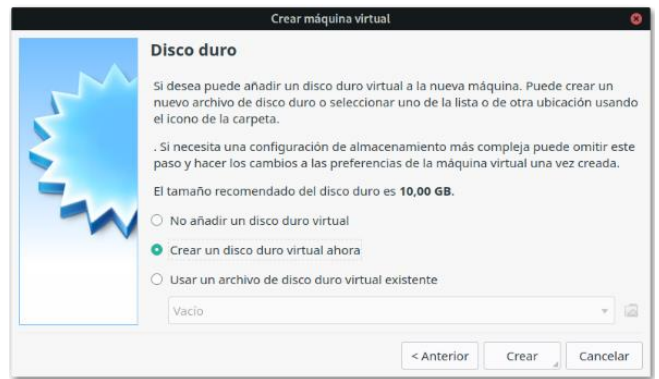 Crear máquina virtual
Disco duro
Si desea puede añadir un disco duro virtual a la nueva máquina. Puede crear un
nuevo archivo de disco duro o seleccionar uno de la lista o de otra ubicación usando
el icono de la carpeta.
. Si necesita una configuración de almacenamiento más compleja puede omitir este
paso y hacer los cambios a las preferencias de la máquina virtual una vez creada.
El tamaño recomendado del disco duro es 10,00 GB.
No añadir un disco duro virtual
Crear un disco duro virtual ahora
Usar un archivo de disco duro virtual existente
Vacío
< Anterior Crear Cancelar